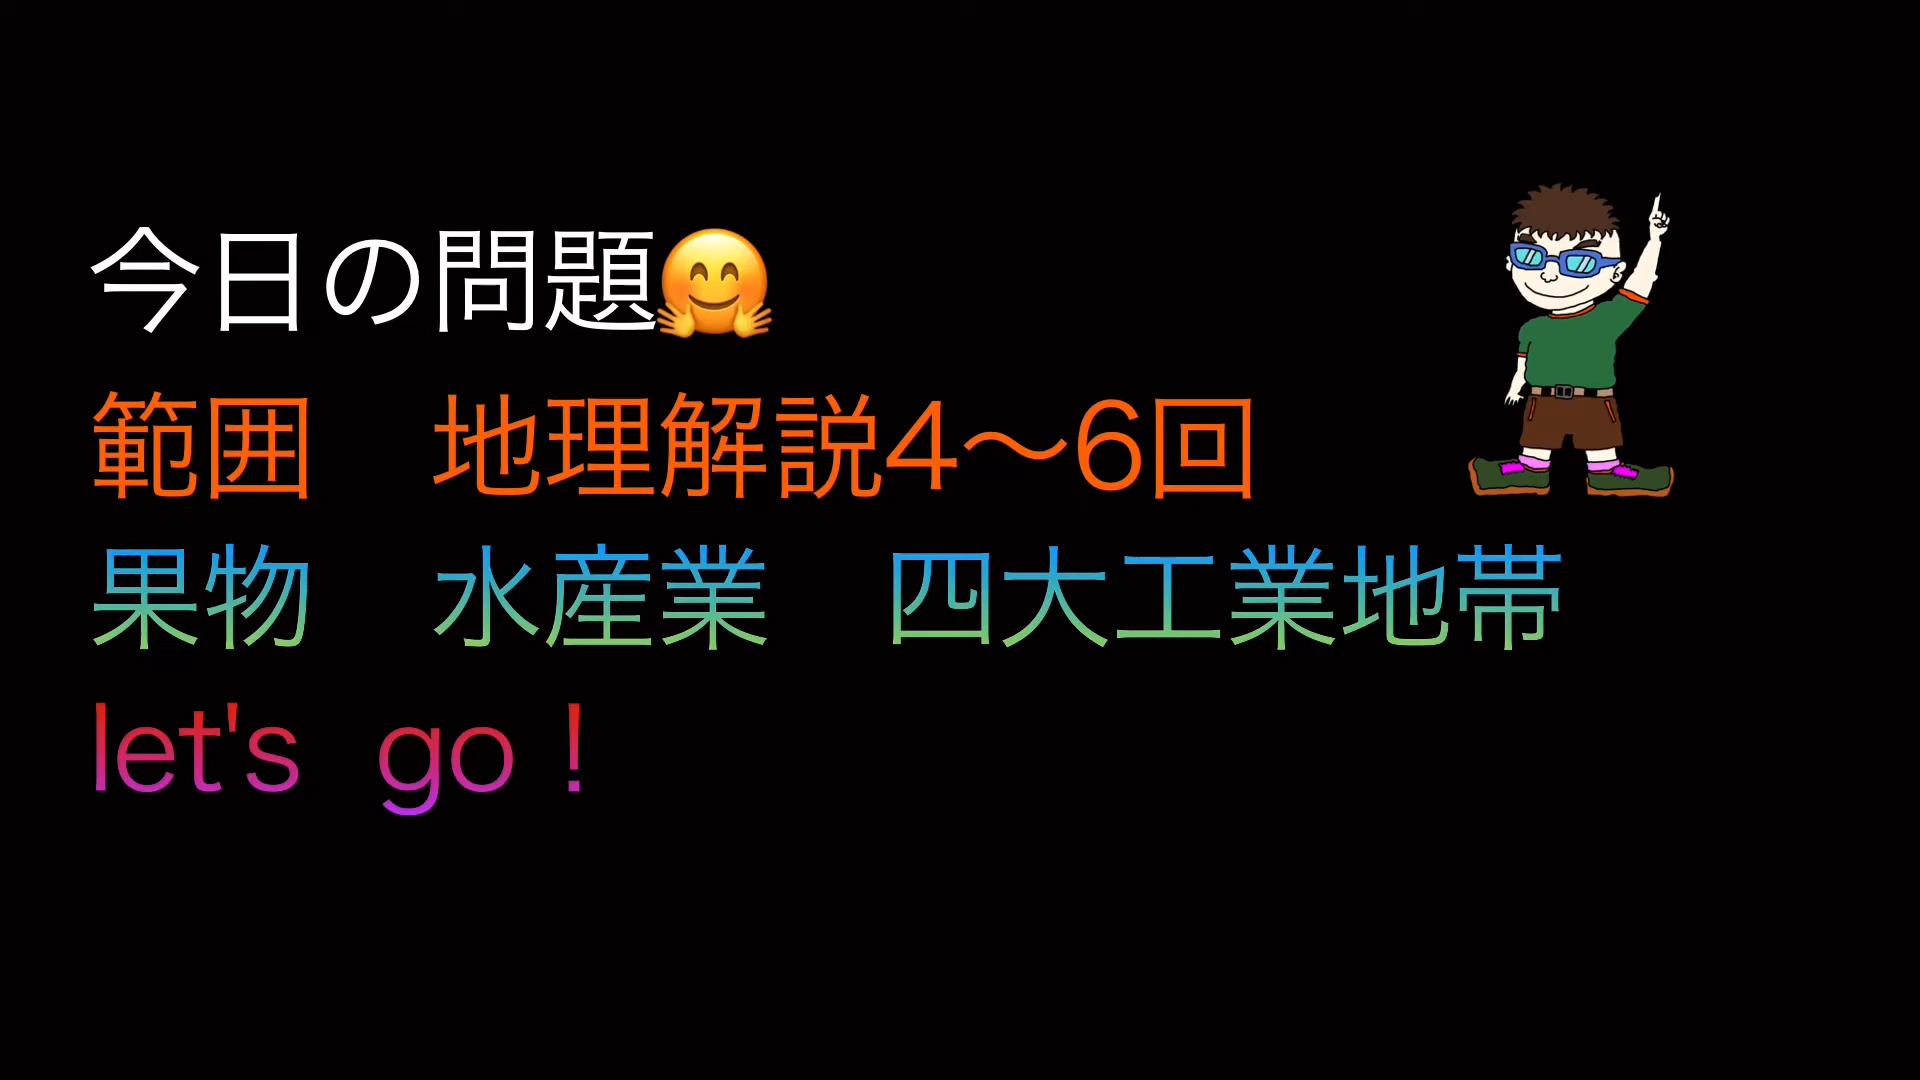 今日の問題🤗
範囲　地理解説4〜6回
果物　水産業　四大工業地帯
let's go！